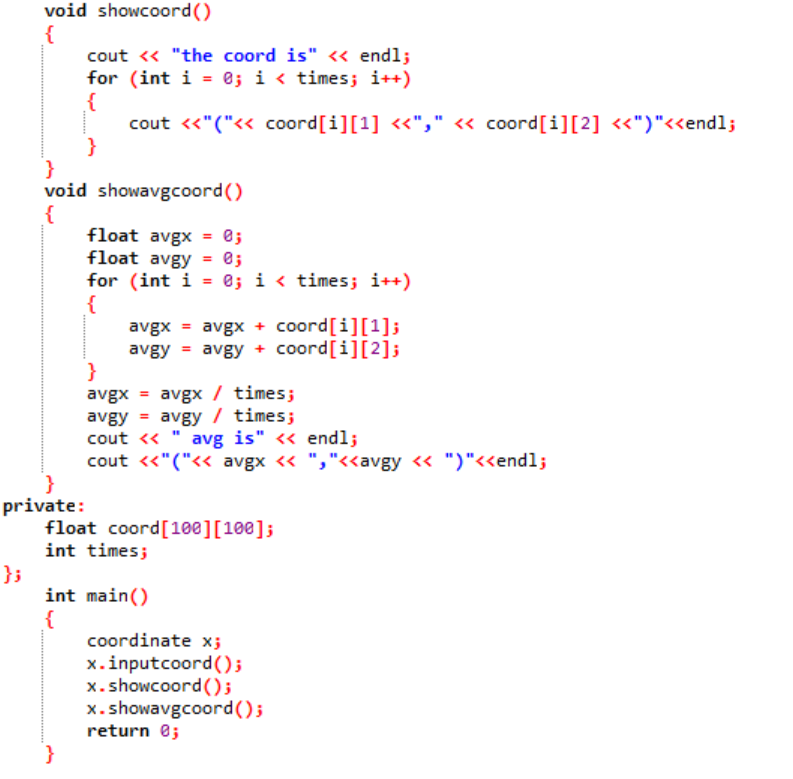 void showcoord()
{
cout << "the coord is" << endl;
for (int i = 0; i < times; i++)
{
cout <<"("<< coord[i][1] <<"," << coord[i][2] <<")"<<endl;
}
}
void showavgcoord()
{
float avgx = 0;
float avgy = 0;
for (int i = 0; i < times; i++)
{
avgx = avgx + coord[i][1];
avgy = avgy + coord[i][2];
}
avgx = avgx / times;
avgy = avgy / times;
cout << " avg is" << endl;
cout <<"("<< avgx << ","<<avgy << ")"<<endl;
}
private:
float coord[100][100];
int times;
};
int main()
{
coordinate x;
x.inputcoord();
x.showcoord();
x.showavgcoord();
return 0;
}